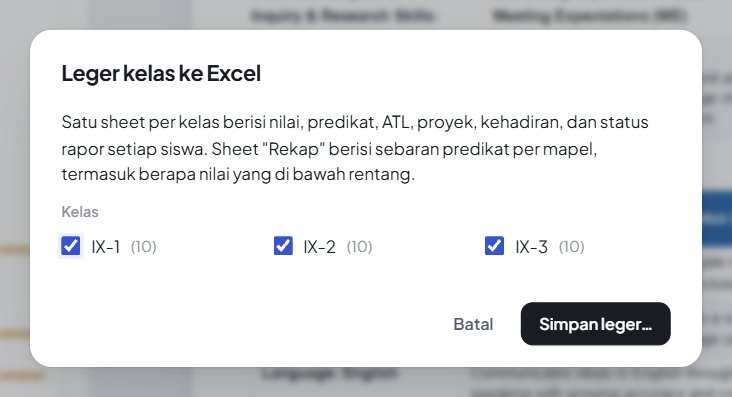 Inquiry & Research Skills:
Meeting Expectations (ME)
Leger kelas ke Excel
Satu sheet per kelas berisi nilai, predikat, ATL, proyek, kehadiran, dan status
rapor setiap siswa. Sheet "Rekap" berisi sebaran predikat per mapel,
termasuk berapa nilai yang di bawah rentang.
Kelas
IX-1 (10)
IX-2 (10)
IX-3 (10)
Batal
Simpan leger...
Language: English